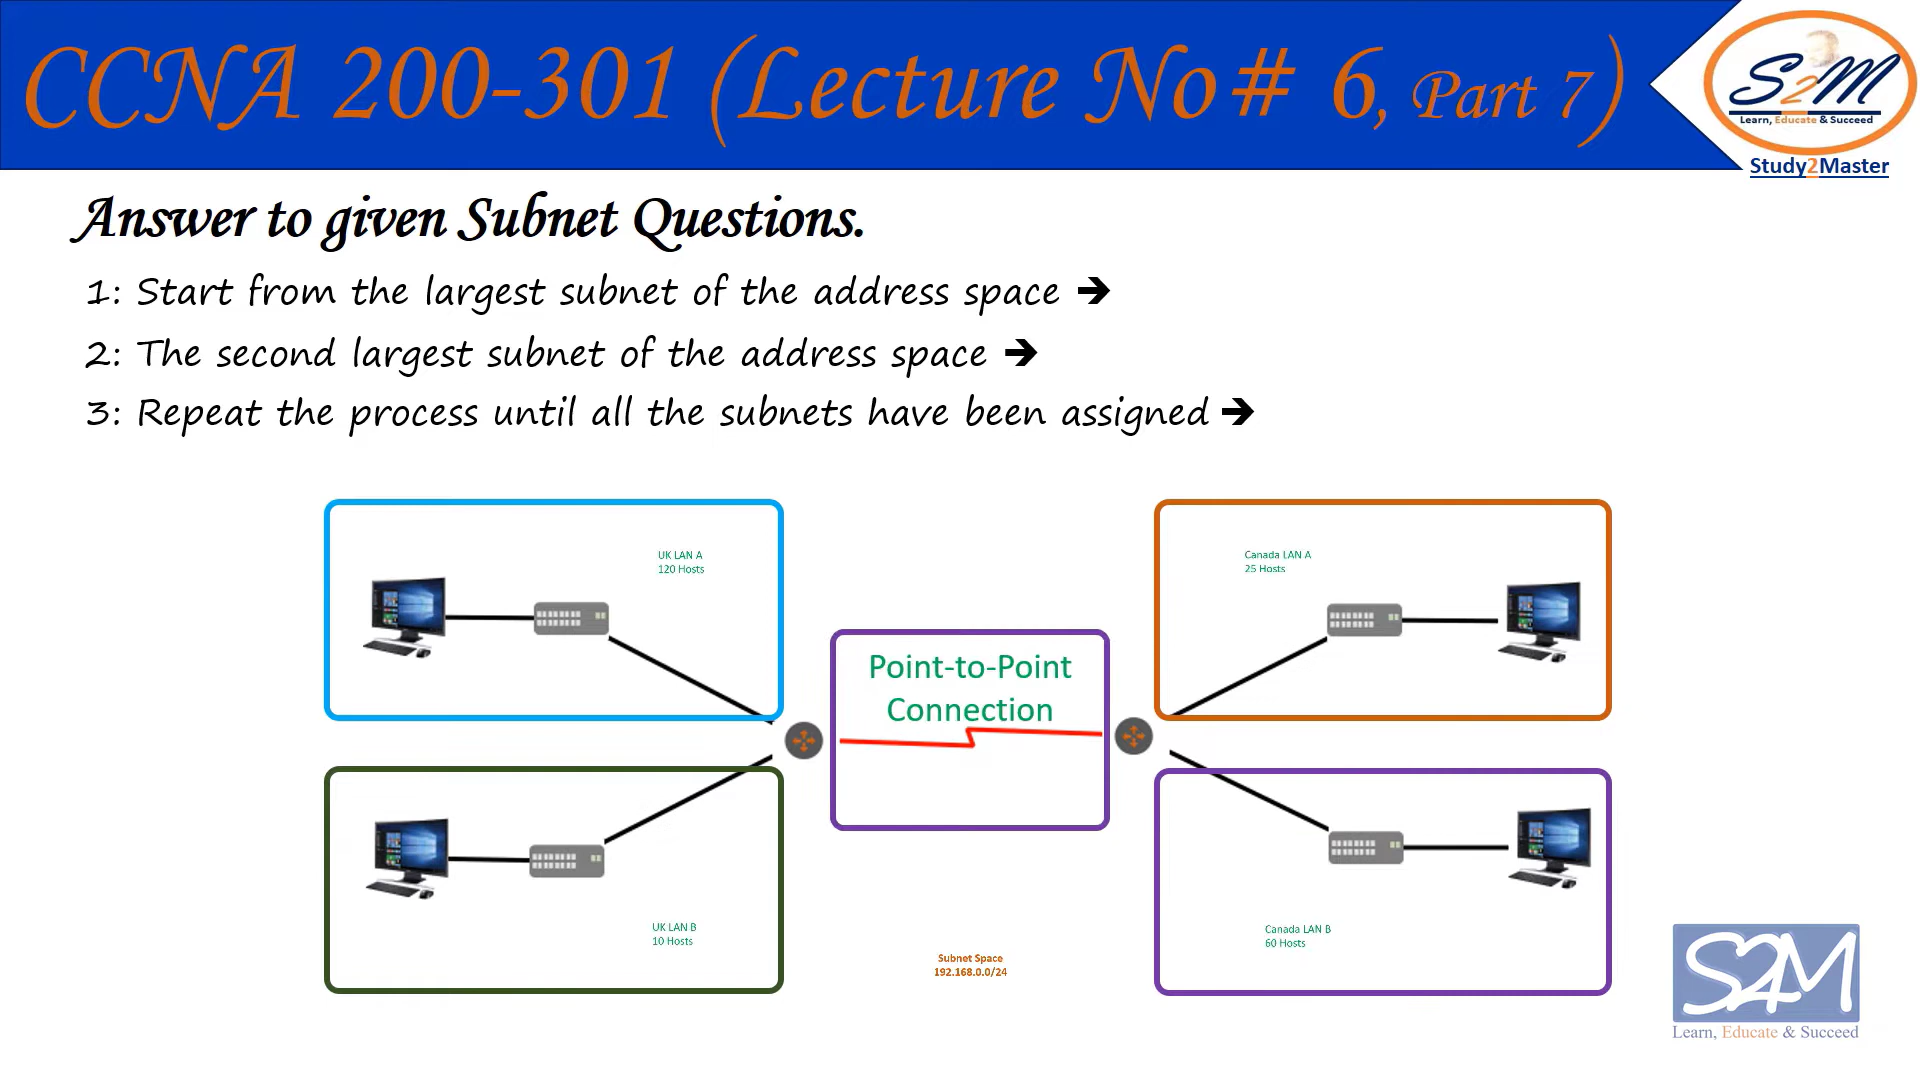 CCNA 200-301 (Lecture No# 6, Part 7)
S2M
Learn, Educate & Succeed
Study2Master
Answer to given Subnet Questions.
1: Start from the largest subnet of the address space ➔
2: The second largest subnet of the address space ➔
3: Repeat the process until all the subnets have been assigned ➔
UK LAN A
120 Hosts
Canada LAN A
25 Hosts
Point-to-Point
Connection
UK LAN B
10 Hosts
Canada LAN B
60 Hosts
Subnet Space
192.168.0.0/24
S2M
Learn, Educate & Succeed